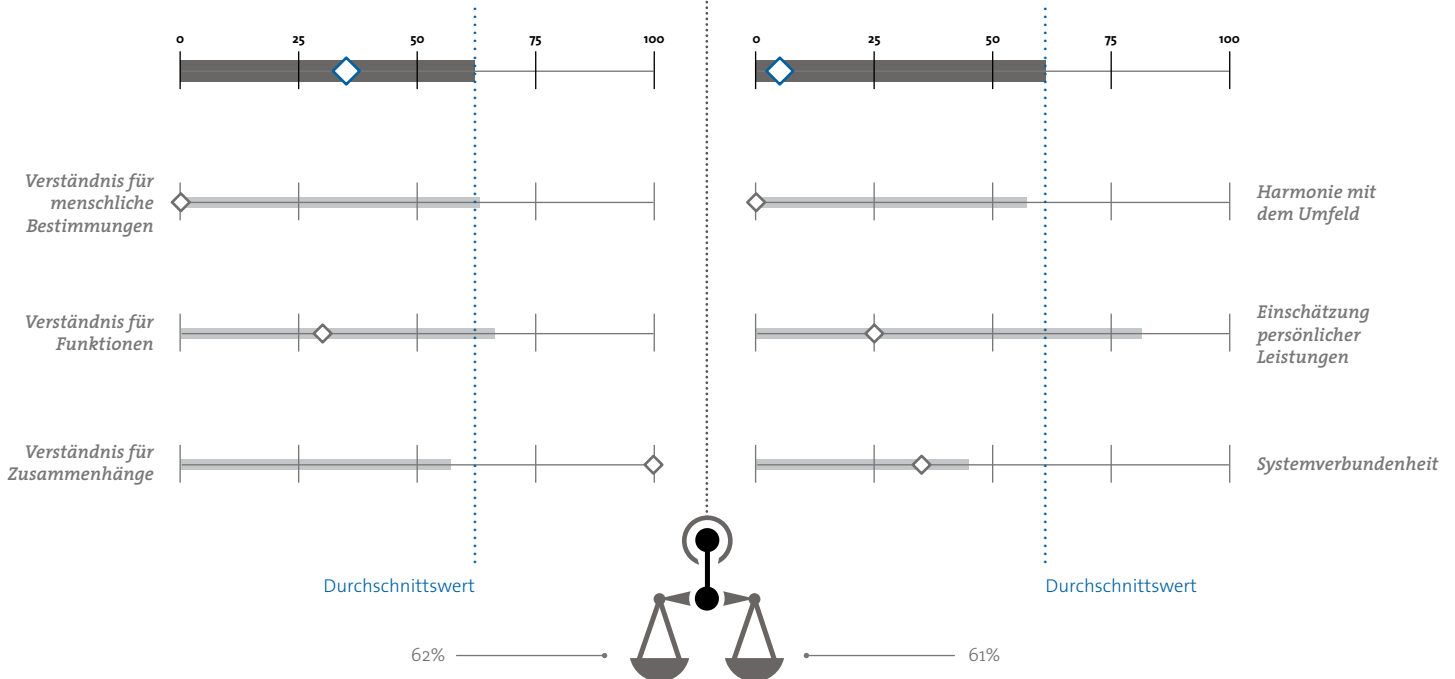 0 25 50 75 100
0 25 50 75 100
Verständnis für
menschliche
Bestimmungen
Harmonie mit
dem Umfeld
Verständnis für
Funktionen
Einschätzung
persönlicher
Leistungen
Verständnis für
Zusammenhänge
Systemverbundenheit
Durchschnittswert
Durchschnittswert
62%
61%